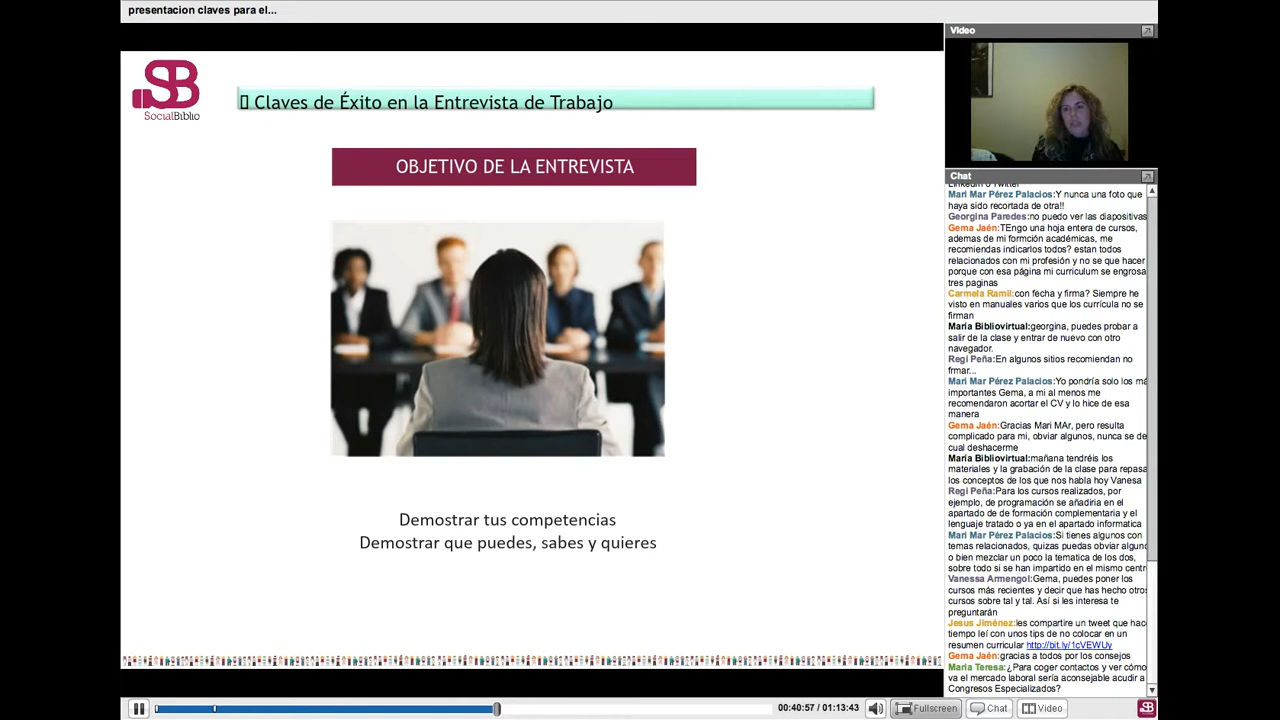 presentacion claves para el...
SB
SocialBiblio
Claves de Éxito en la Entrevista de Trabajo
OBJETIVO DE LA ENTREVISTA
Demostrar tus competencias
Demostrar que puedes, sabes y quieres
Video
Chat
Linkedin o Twitter
Mari Mar Pérez Palacios:Y nunca una foto que
haya sido recortada de otra!!
Georgina Paredes:no puedo ver las diapositivas
Gema Jaén:TEngo una hoja entera de cursos,
ademas de mi formción académicas, me
recomiendas indicarlos todos? estan todos
relacionados con mi profesión y no se que hacer
porque con esa página mi curriculum se engrosa
tres paginas
Carmela Ramil:con fecha y firma? Siempre he
visto en manuales varios que los currícula no se
firman
María Bibliovirtual:georgina, puedes probar a
salir de la clase y entrar de nuevo con otro
navegador.
Regi Peña:En algunos sitios recomiendan no
frmar...
Mari Mar Pérez Palacios:Yo pondría solo los má
importantes Gema, a mi al menos me
recomendaron acortar el CV y lo hice de esa
manera
Gema Jaén:Gracias Mari MAr, pero resulta
complicado para mi, obviar algunos, nunca se de
cual deshacerme
María Bibliovirtual:mañana tendréis los
materiales y la grabación de la clase para repasa
los conceptos de los que nos habla hoy Vanesa
Regi Peña:Para los cursos realizados, por
ejemplo, de programación se añadiria en el
apartado de de formación complementaria y el
lenguaje tratado o ya en el apartado informatica
Mari Mar Pérez Palacios:Si tienes algunos con
temas relacionados, quizas puedas obviar alguno
o bien mezclar un poco la tematica de los dos,
sobre todo si se han impartido en el mismo centr
Vanessa Armengol:Gema, puedes poner los
cursos más recientes y decir que has hecho otros
cursos sobre tal y tal. Así si les interesa te
preguntarán
Jesus Jiménez:les compartire un tweet que hac
tiempo leí con unos tips de no colocar en un
resumen curricular http://bit.ly/1cVEWUy
Gema Jaén:gracias a todos por los consejos
María Teresa:¿Para coger contactos y ver cómo
va el mercado laboral sería aconsejable acudir a
Congresos Especializados?
00:40:57 / 01:13:43
Fullscreen
Chat
Video
SB